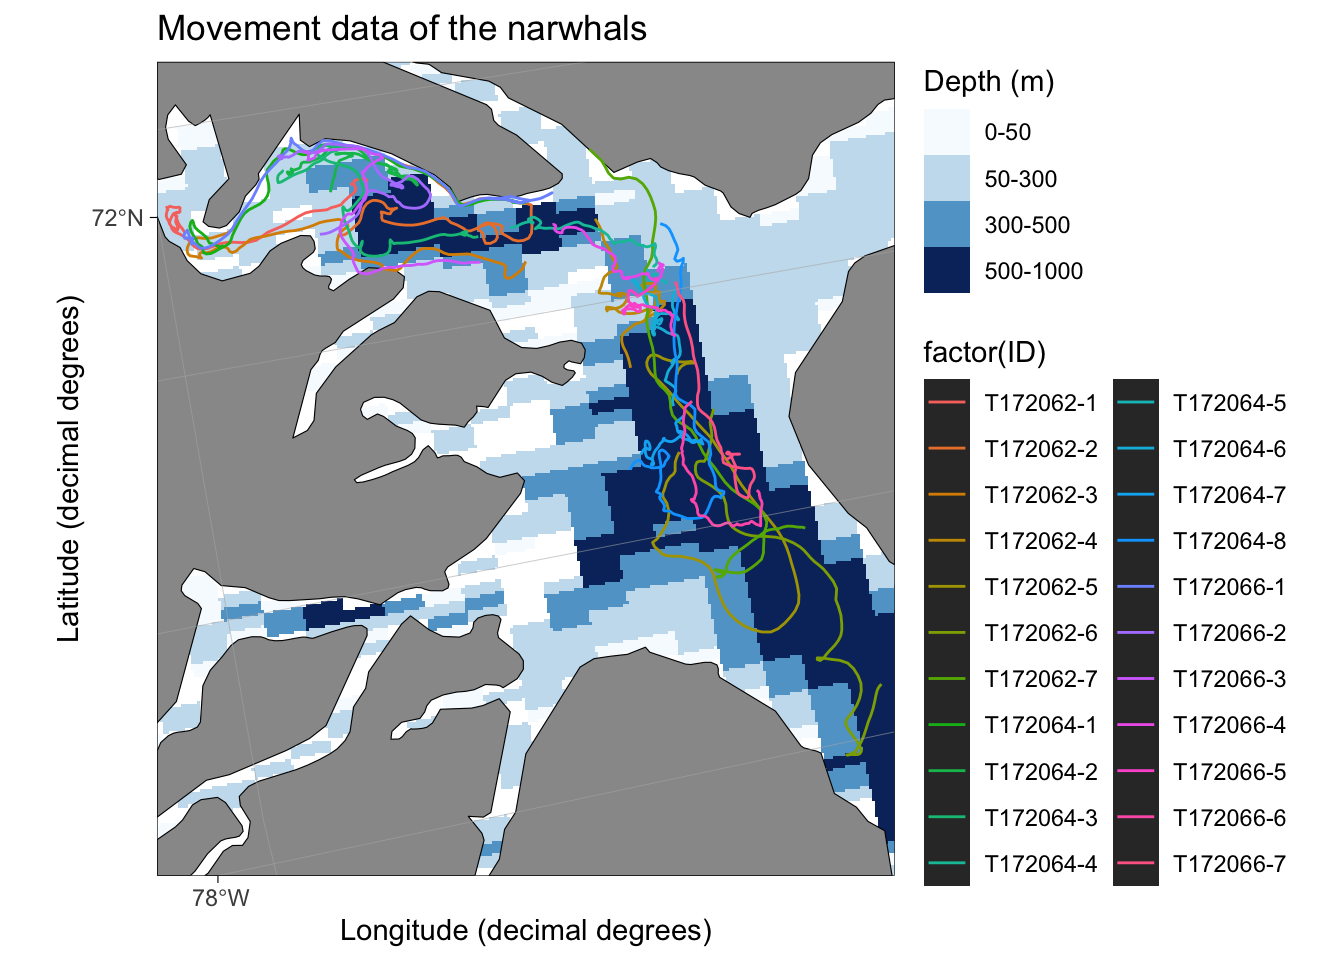 Movement data of the narwhals
Latitude (decimal degrees)
72°N
78°W
Longitude (decimal degrees)
Depth (m)
0-50
50-300
300-500
500-1000
factor(ID)
T172062-1
T172062-2
T172062-3
T172062-4
T172062-5
T172062-6
T172062-7
T172064-1
T172064-2
T172064-3
T172064-4
T172064-5
T172064-6
T172064-7
T172064-8
T172066-1
T172066-2
T172066-3
T172066-4
T172066-5
T172066-6
T172066-7